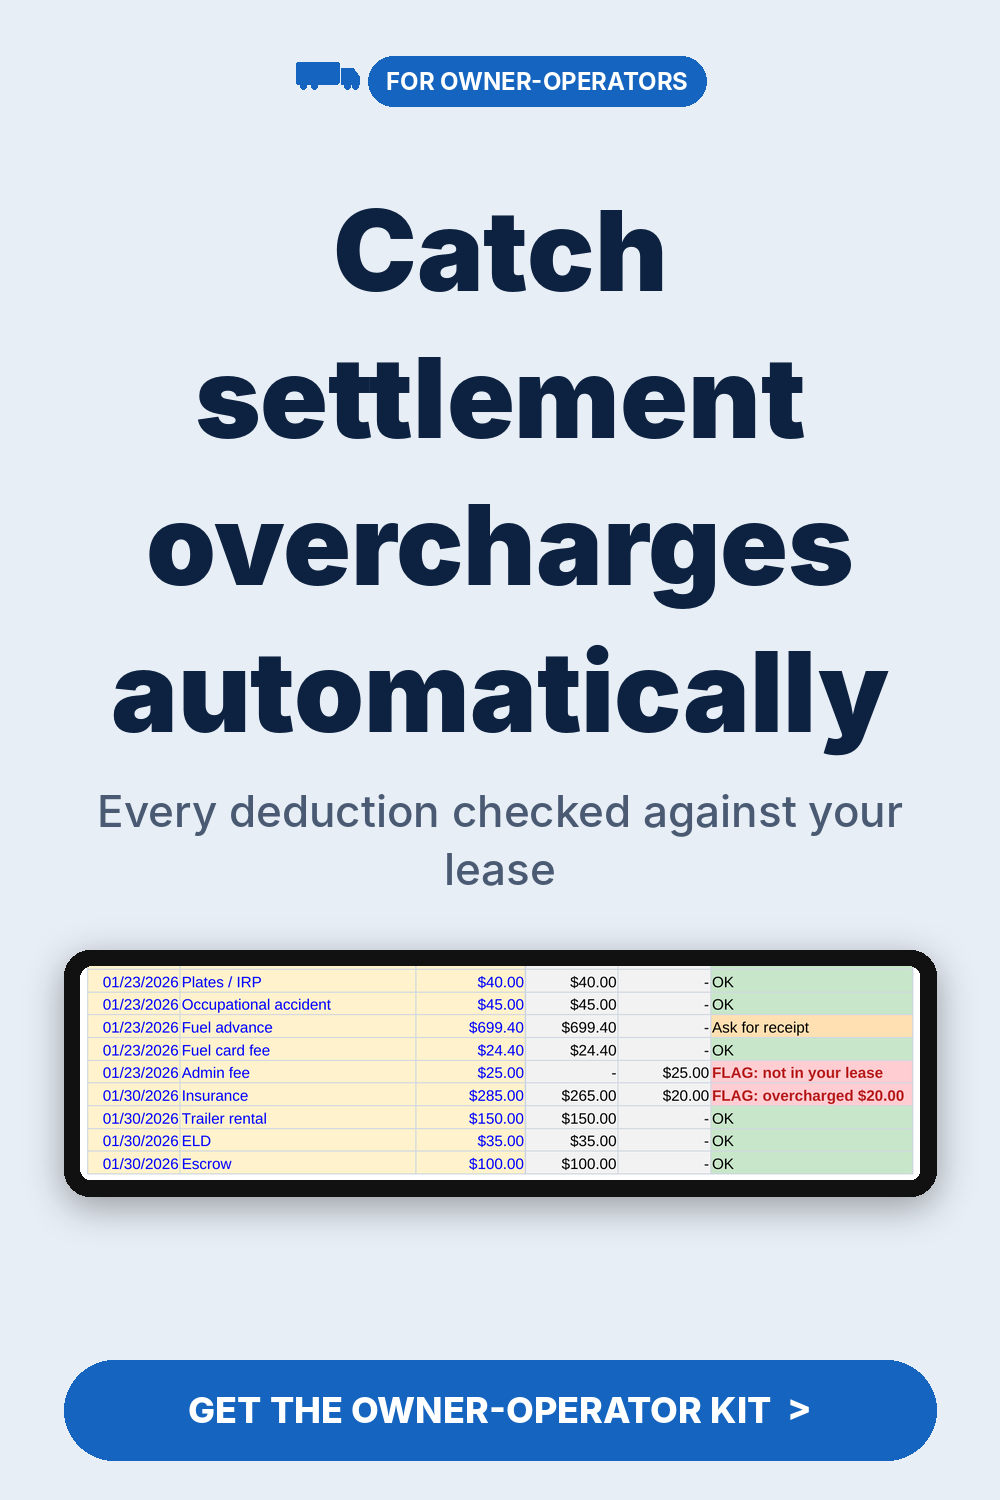 FOR OWNER-OPERATORS
Catch
settlement
overcharges
automatically
Every deduction checked against your
lease
01/23/2026 Plates / IRP $40.00 $40.00 - OK
01/23/2026 Occupational accident $45.00 $45.00 - OK
01/23/2026 Fuel advance $699.40 $699.40 - Ask for receipt
01/23/2026 Fuel card fee $24.40 $24.40 - OK
01/23/2026 Admin fee $25.00 - $25.00 FLAG: not in your lease
01/30/2026 Insurance $285.00 $265.00 $20.00 FLAG: overcharged $20.00
01/30/2026 Trailer rental $150.00 $150.00 - OK
01/30/2026 ELD $35.00 $35.00 - OK
01/30/2026 Escrow $100.00 $100.00 - OK
GET THE OWNER-OPERATOR KIT >